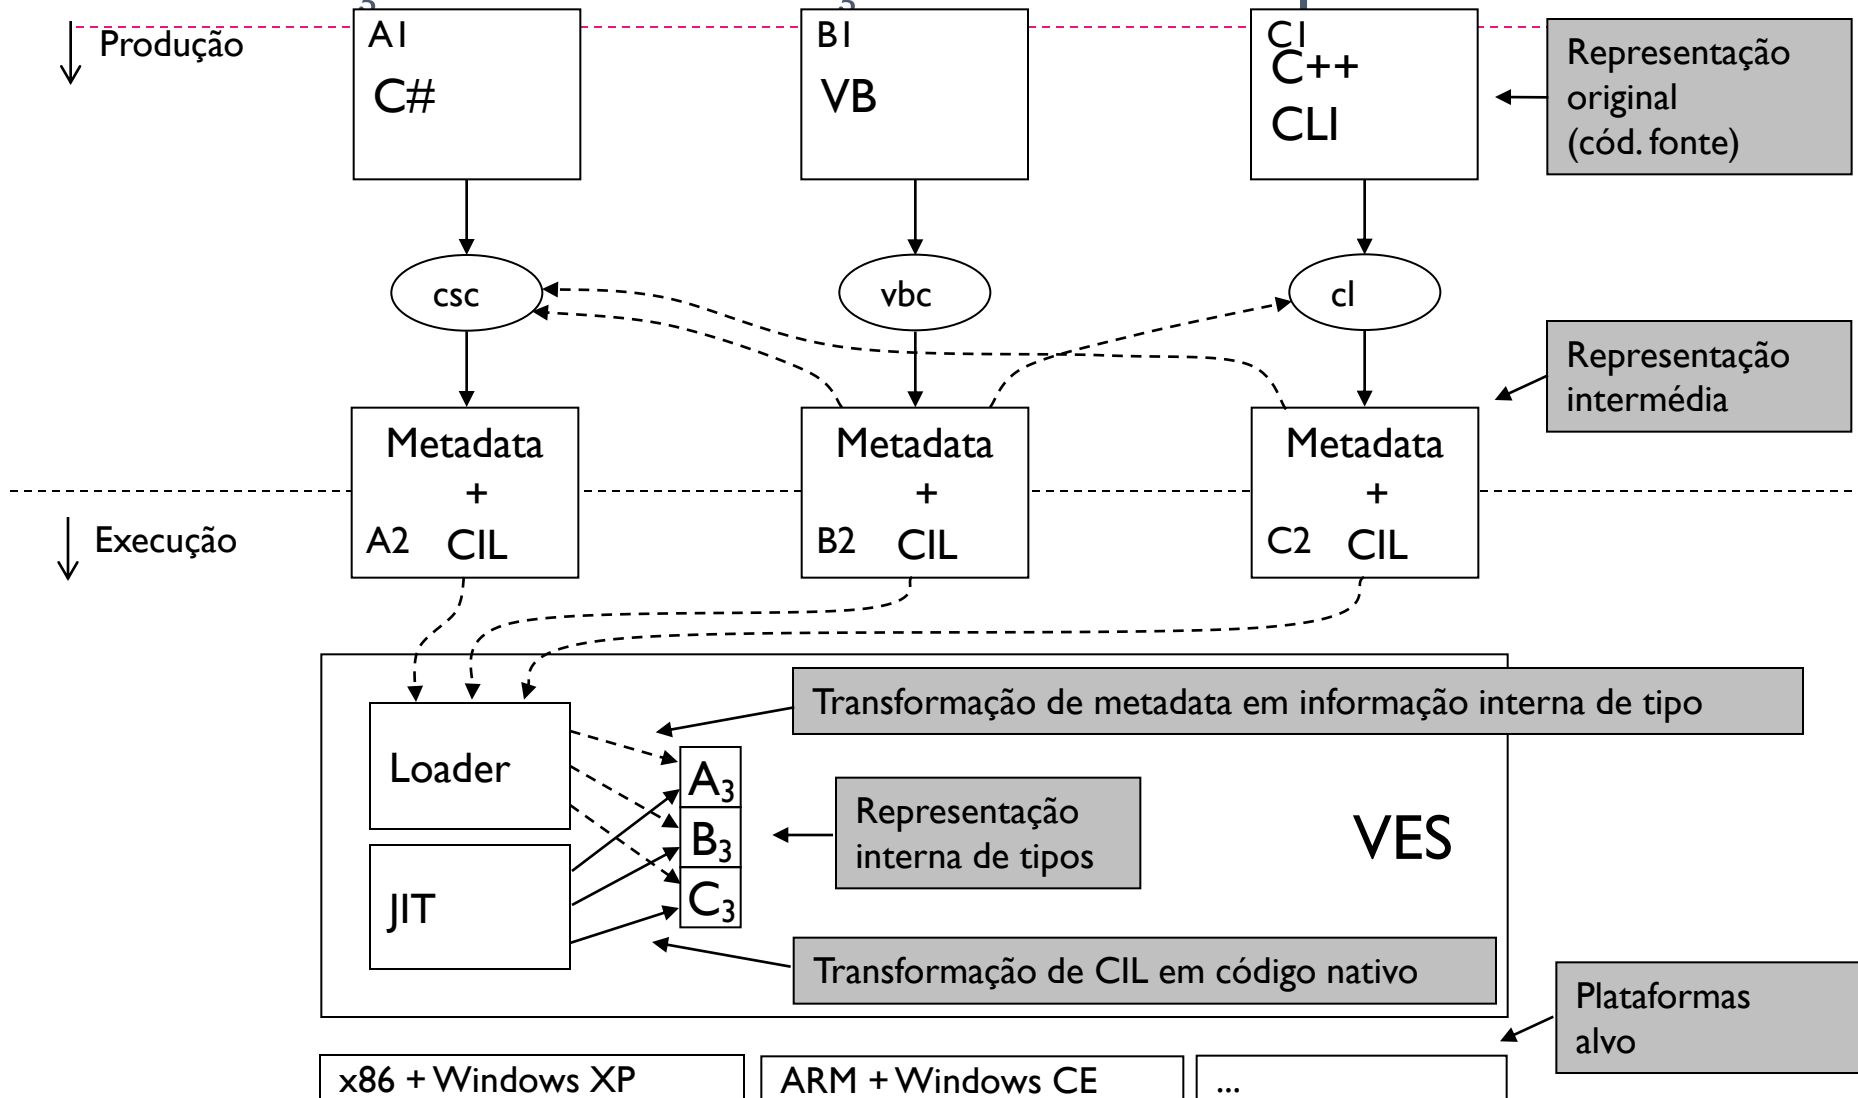 Produção
A1
C#
B1
VB
C1
C++
CLI
Representação
original
(cód. fonte)
csc
vbc
cl
Representação
intermédia
Metadata
+
A2 CIL
Metadata
+
B2 CIL
Metadata
+
C2 CIL
Execução
Transformação de metadata em informação interna de tipo
Loader
A3
B3
C3
Representação
interna de tipos
VES
JIT
Transformação de CIL em código nativo
Plataformas
alvo
x86 + Windows XP
ARM + Windows CE
...